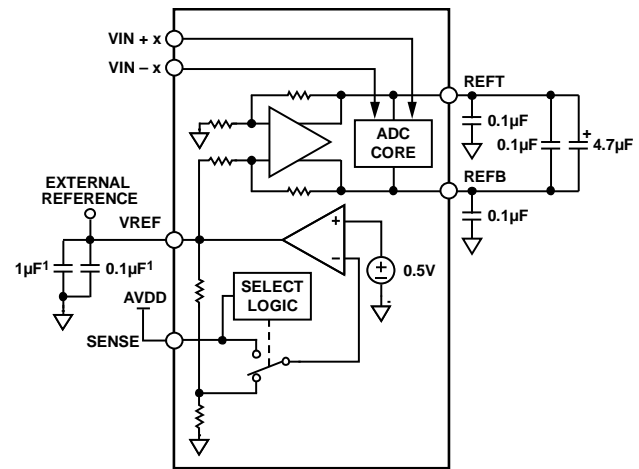 VIN + x
VIN – x
REFT
0.1µF
ADC
CORE
0.1µF
+
4.7µF
REFB
0.1µF
EXTERNAL
REFERENCE
VREF
+
–
0.5V
1µF1
0.1µF1
SELECT
LOGIC
AVDD
SENSE